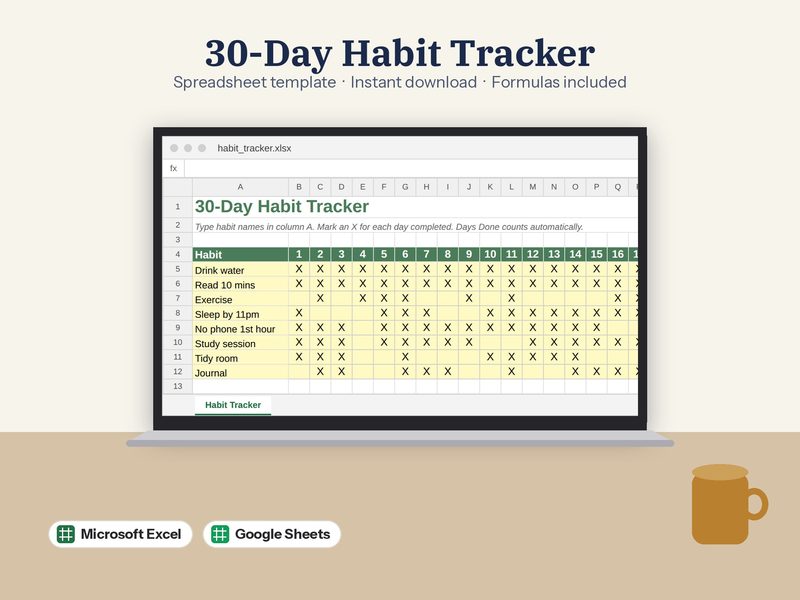 30-Day Habit Tracker
Spreadsheet template · Instant download · Formulas included
habit_tracker.xlsx
fx
A B C D E F G H I J K L M N O P Q
1 30-Day Habit Tracker
2 Type habit names in column A. Mark an X for each day completed. Days Done counts automatically.
3
4 Habit 1 2 3 4 5 6 7 8 9 10 11 12 13 14 15 16
5 Drink water X X X X X X X X X X X X X X X X
6 Read 10 mins X X X X X X X X X X X X X X X X
7 Exercise X X X X X X X
8 Sleep by 11pm X X X X X X X X X X X
9 No phone 1st hour X X X X X X X X X X X X X X
10 Study session X X X X X X X X X X X X X
11 Tidy room X X X X X X X X X
12 Journal X X X X X X X X X
13
Habit Tracker
Microsoft Excel
Google Sheets